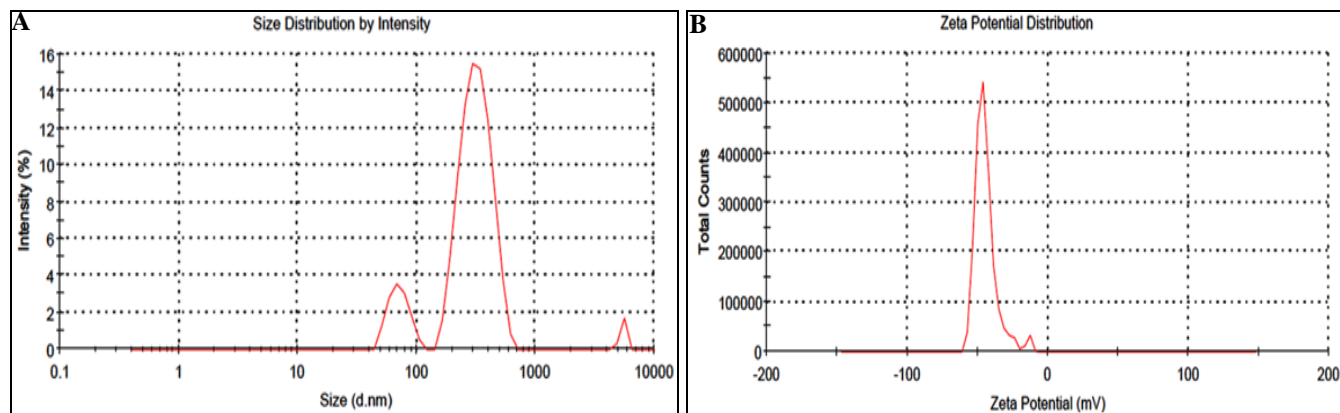 A
Size Distribution by Intensity
Intensity (%)
16
14
12
10
8
6
4
2
0
0.1 1 10 100 1000 10000
Size (d.nm)
B
Zeta Potential Distribution
Total Counts
600000
500000
400000
300000
200000
100000
0
-200 -100 0 100 200
Zeta Potential (mV)